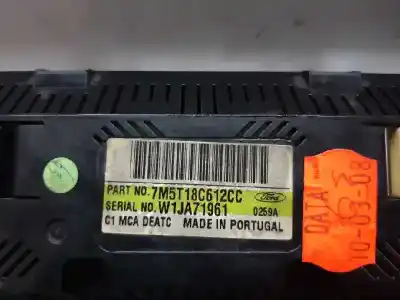 PART NO. 7M5T18C612CC
Ford
SERIAL NO. W1JA71961
0259A
C1 MCA DEATC MADE IN PORTUGAL
DATA
10-03-08